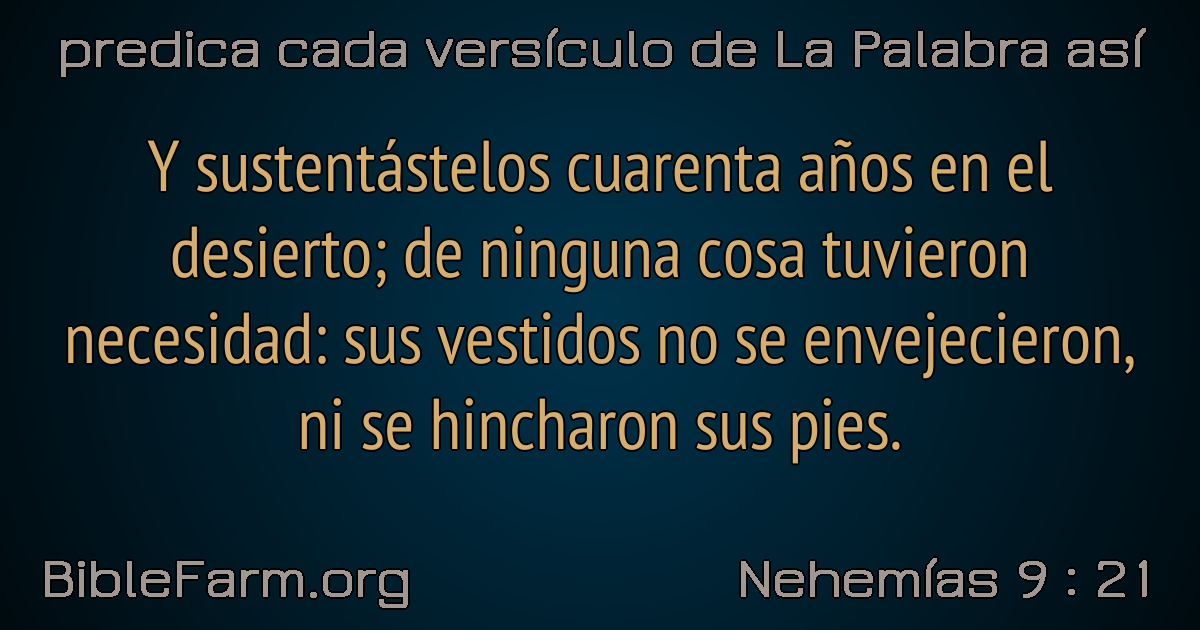 predica cada versículo de La Palabra así
Y sustentástelos cuarenta años en el
desierto; de ninguna cosa tuvieron
necesidad: sus vestidos no se envejecieron,
ni se hincharon sus pies.
BibleFarm.org
Nehemías 9 : 21